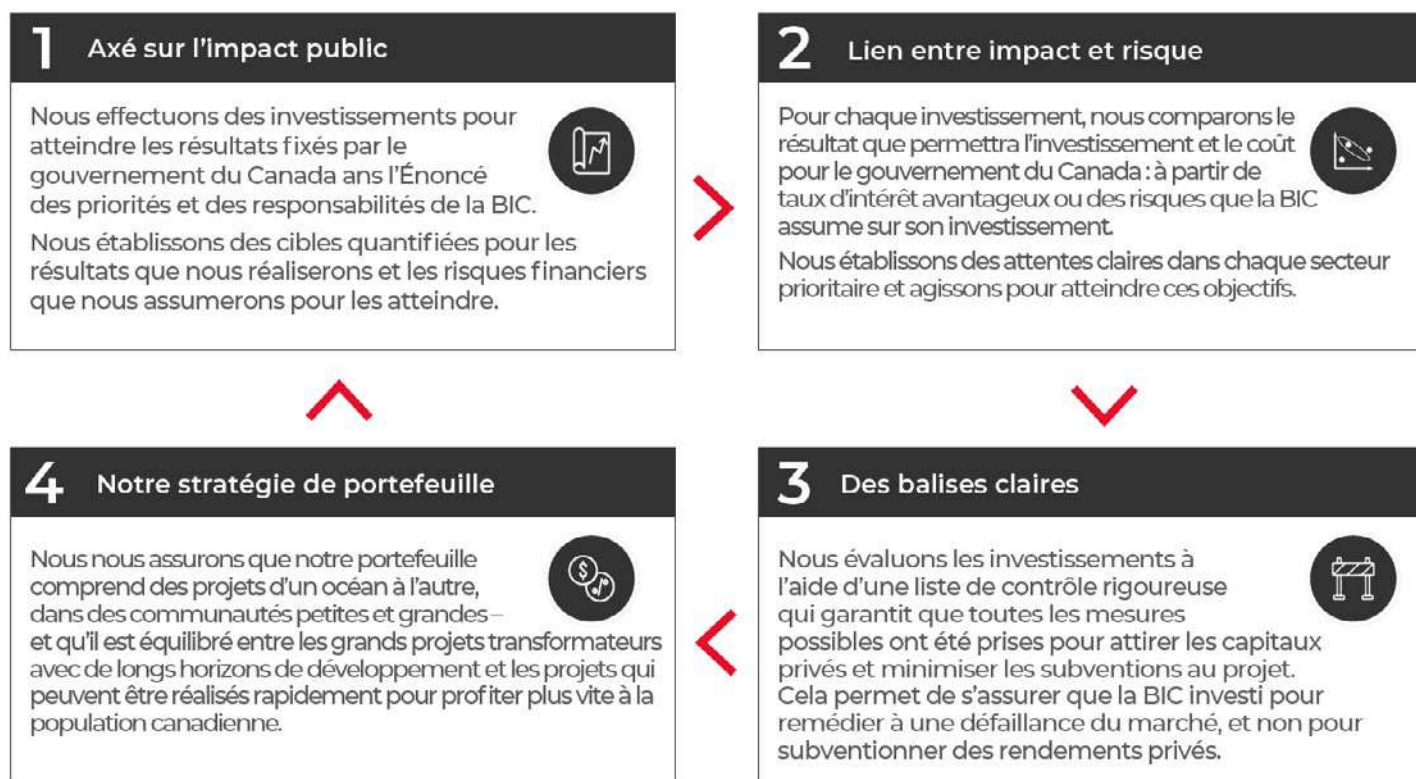 1 Axé sur l'impact public
Nous effectuons des investissements pour
atteindre les résultats fixés par le
gouvernement du Canada ans l'Énoncé
des priorités et des responsabilités de la BIC.
Nous établissons des cibles quantifiées pour les
résultats que nous réaliserons et les risques financiers
que nous assumerons pour les atteindre.
2 Lien entre impact et risque
Pour chaque investissement, nous comparons le
résultat que permettra l'investissement et le coût
pour le gouvernement du Canada : à partir de
taux d'intérêt avantageux ou des risques que la BIC
assume sur son investissement.
Nous établissons des attentes claires dans chaque secteur
prioritaire et agissons pour atteindre ces objectifs.
3 Des balises claires
Nous évaluons les investissements à
l'aide d'une liste de contrôle rigoureuse
qui garantit que toutes les mesures
possibles ont été prises pour attirer les capitaux
privés et minimiser les subventions au projet.
Cela permet de s'assurer que la BIC investi pour
remédier à une défaillance du marché, et non pour
subventionner des rendements privés.
4 Notre stratégie de portefeuille
Nous nous assurons que notre portefeuille
comprend des projets d'un océan à l'autre,
dans des communautés petites et grandes –
et qu'il est équilibré entre les grands projets transformateurs
avec de longs horizons de développement et les projets qui
peuvent être réalisés rapidement pour profiter plus vite à la
population canadienne.